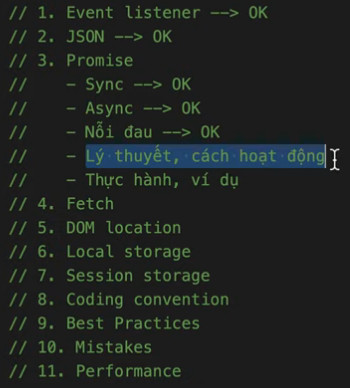 // 1. Event listener --> OK
// 2. JSON --> OK
// 3. Promise
//    - Sync --> OK
//    - Async --> OK
//    - Nỗi đau --> OK
//    - Lý thuyết, cách hoạt động
//    - Thực hành, ví dụ
// 4. Fetch
// 5. DOM location
// 6. Local storage
// 7. Session storage
// 8. Coding convention
// 9. Best Practices
// 10. Mistakes
// 11. Performance